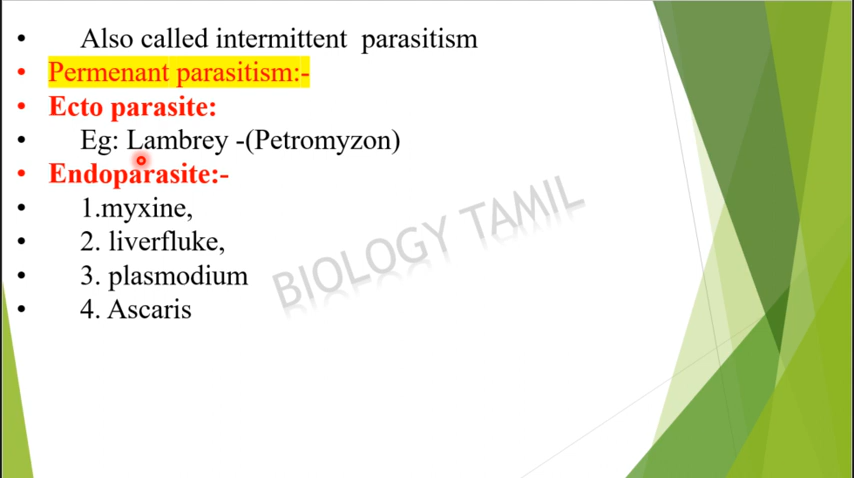 • Also called intermittent parasitism
• Permenant parasitism:-
• Ecto parasite:
• Eg: Lambrey -(Petromyzon)
• Endoparasite:-
• 1.myxine,
• 2. liverfluke,
• 3. plasmodium
• 4. Ascaris
BIOLOGY TAMIL